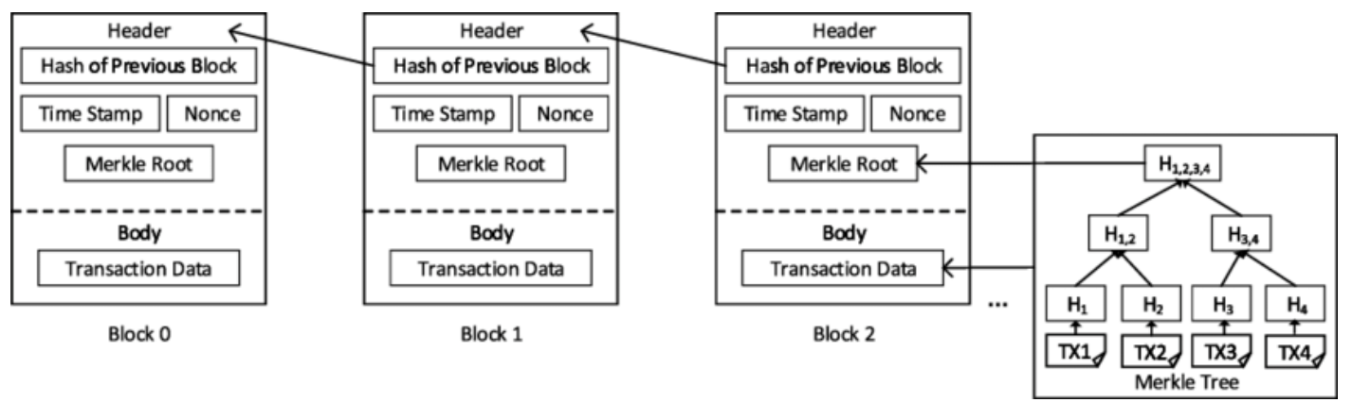 Header
Hash of Previous Block
Time Stamp
Nonce
Merkle Root
Body
Transaction Data
Block 0
Header
Hash of Previous Block
Time Stamp
Nonce
Merkle Root
Body
Transaction Data
Block 1
Header
Hash of Previous Block
Time Stamp
Nonce
Merkle Root
Body
Transaction Data
Block 2
...
H1,2,3,4
H1,2
H3,4
H1
H2
H3
H4
TX1
TX2
TX3
TX4
Merkle Tree